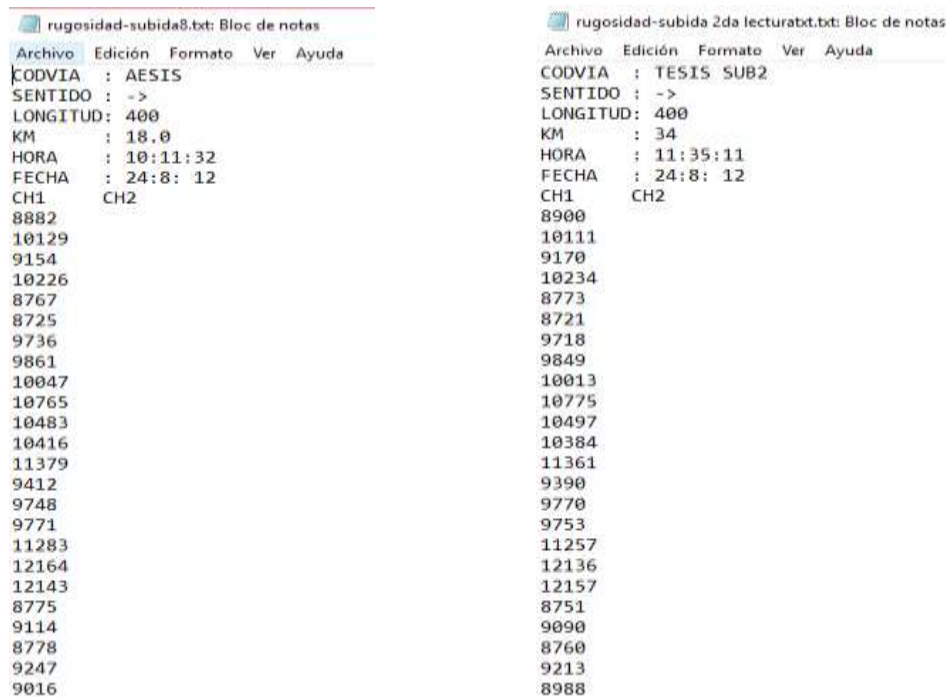 rugosidad-subida8.txt: Bloc de notas
Archivo Edición Formato Ver Ayuda
CODVIA : AESIS
SENTIDO : ->
LONGITUD: 400
KM : 18.0
HORA : 10:11:32
FECHA : 24:8: 12
CH1 CH2
8882
10129
9154
10226
8767
8725
9736
9861
10047
10765
10483
10416
11379
9412
9748
9771
11283
12164
12143
8775
9114
8778
9247
9016
rugosidad-subida 2da lecturatxt.txt: Bloc de notas
Archivo Edición Formato Ver Ayuda
CODVIA : TESIS SUB2
SENTIDO : ->
LONGITUD: 400
KM : 34
HORA : 11:35:11
FECHA : 24:8: 12
CH1 CH2
8900
10111
9170
10234
8773
8721
9718
9849
10013
10775
10497
10384
11361
9390
9770
9753
11257
12136
12157
8751
9090
8760
9213
8988